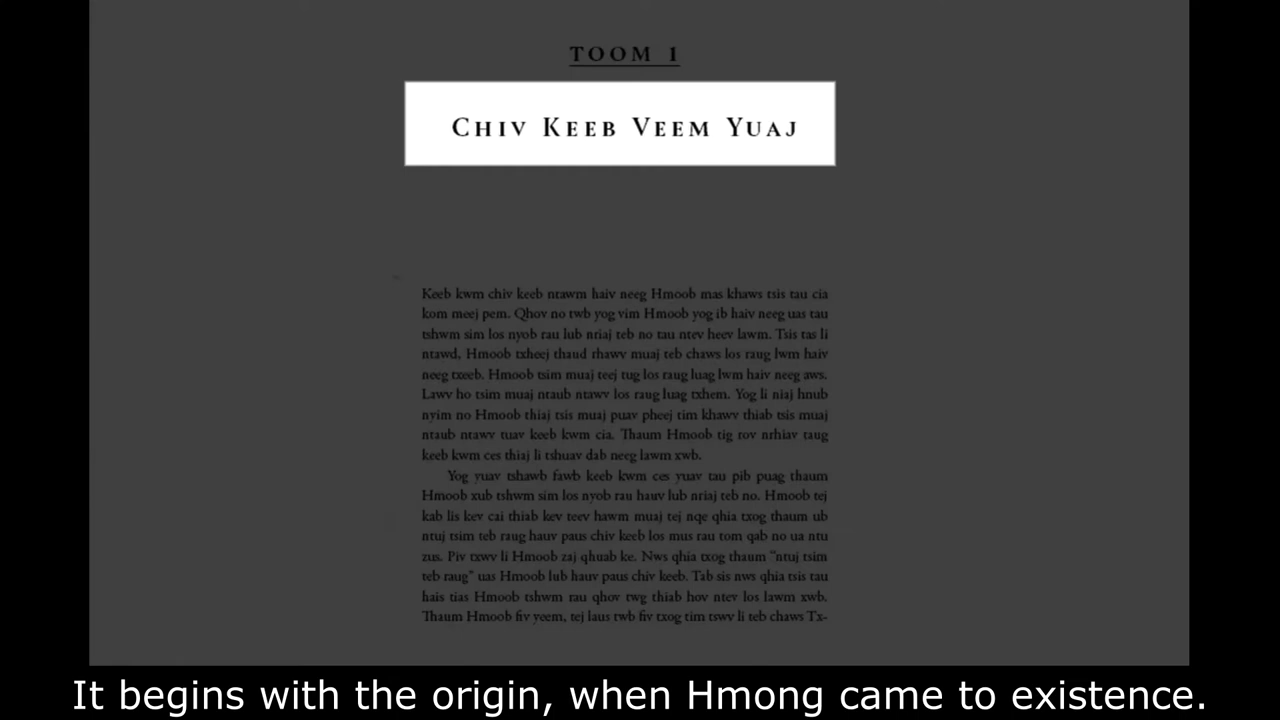 TOOM 1
CHIV KEEB VEEM YUAJ
Keeb kwm chiv keeb ntawm haiv neeg Hmoob mas khaws tsis tau cia
kom meej pem. Qhov no twb yog vim Hmoob yog ib haiv neeg uas tau
tshwm sim los nyob rau lub nriaj teb no tau ntev heev lawm. Tsis tas li
ntawd, Hmoob txheej thaud rhawv muaj teb chaws los raug lwm haiv
neeg txeeb. Hmoob tsim muaj teej tug los raug luag lwm haiv neeg aws.
Lawv ho tsim muaj ntaub ntawv los raug luag txhem. Yog li niaj hnub
nyim no Hmoob thiaj tsis muaj puav pheej tim khawv thiab tsis muaj
ntaub ntawv tuav keeb kwm cia. Thaum Hmoob tig rov nrhiav taug
keeb kwm ces thiaj li tshuav dab neeg lawm xwb.
Yog yuav tshawb fawb keeb kwm ces yuav tau pib puag thaum
Hmoob xub tshwm sim los nyob rau hauv lub nriaj teb no. Hmoob tej
kab lis kev cai thiab kev teev hawm muaj tej nqe qhia txog thaum ub
ntuj tsim teb raug hauv paus chiv keeb los mus rau tom qab no ua ntu
zus. Piv txwv li Hmoob zaj qhuab ke. Nws qhia txog thaum "ntuj tsim
teb raug" uas Hmoob lub hauv paus chiv keeb. Tab sis nws qhia tsis tau
hais tias Hmoob tshwm rau qhov twg thiab hov ntev los lawm xwb.
Thaum Hmoob fiv yeem, tej laus twb fiv txog tim tswv li teb chaws Tx-
It begins with the origin, when Hmong came to existence.